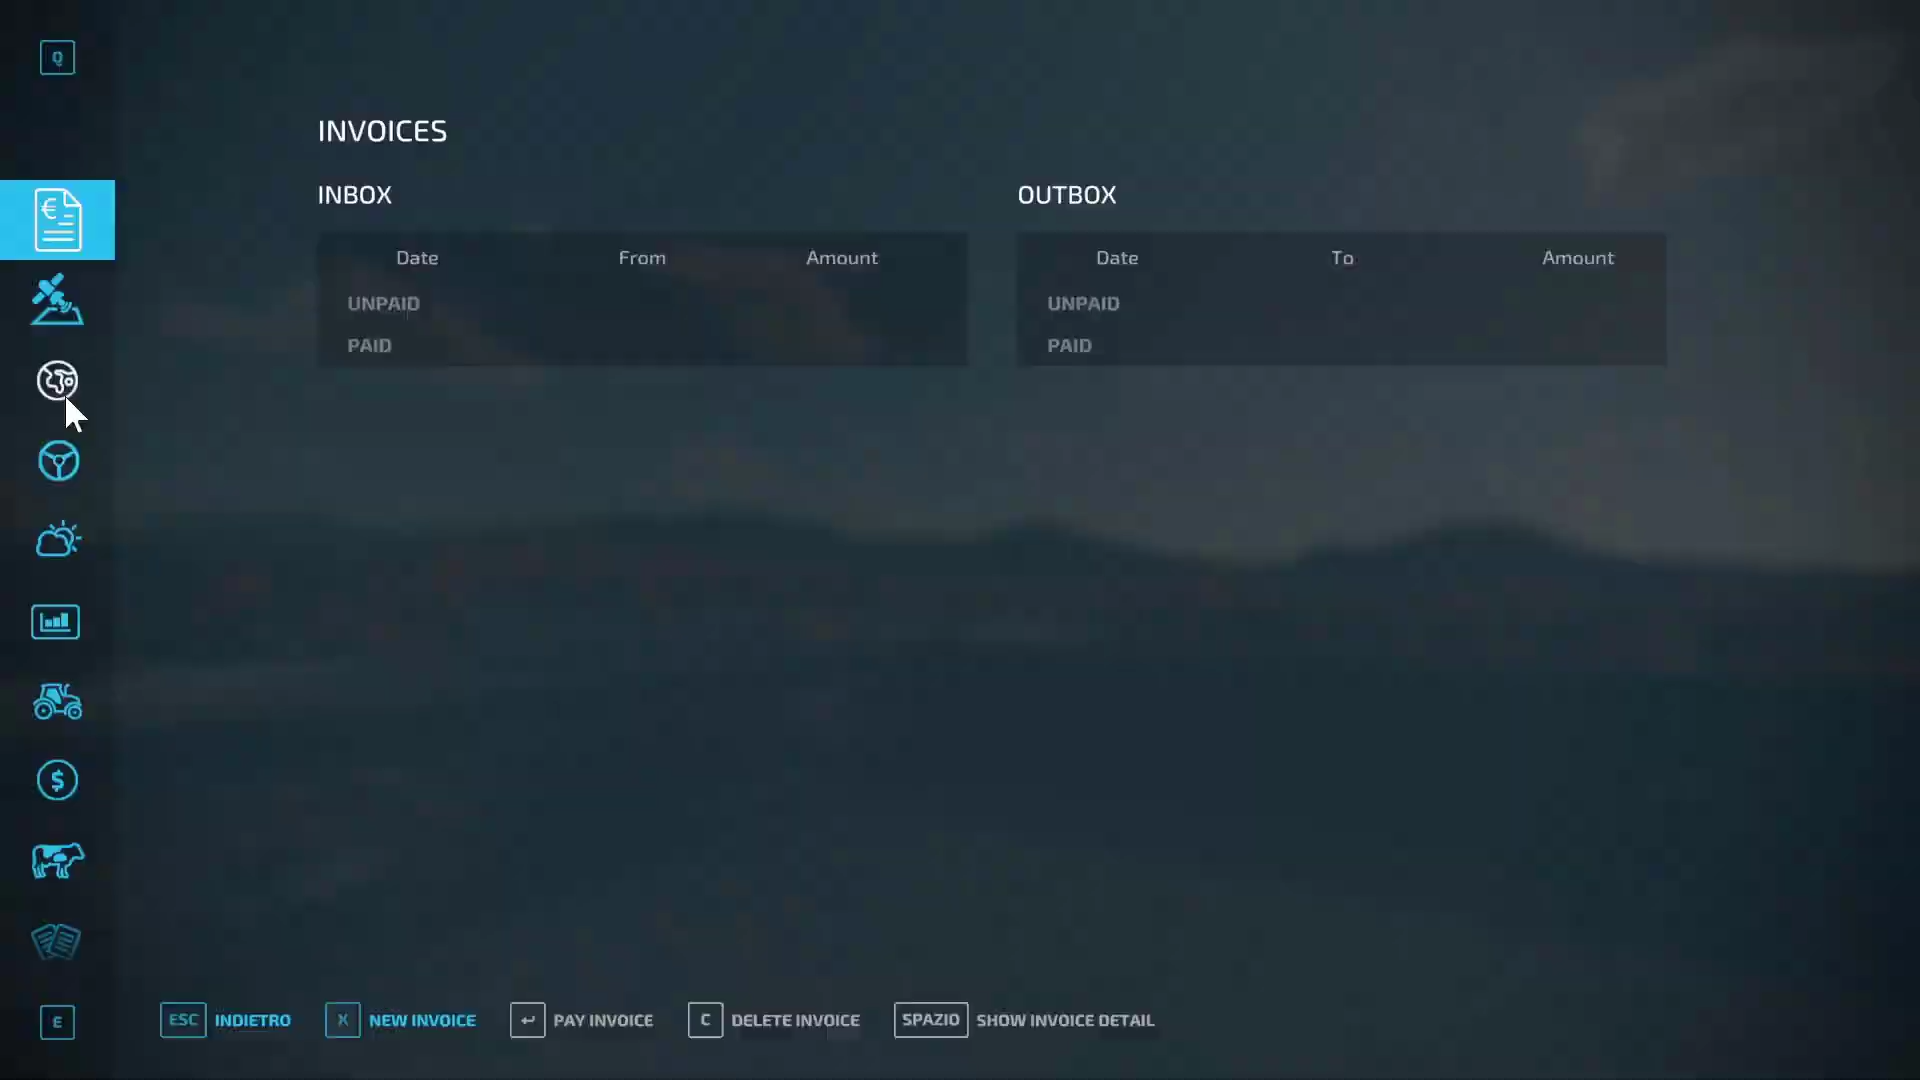 Q
INVOICES
INBOX
OUTBOX
Date From Amount
Date To Amount
UNPAID
UNPAID
PAID
PAID
€
$
E
ESC INDIETRO X NEW INVOICE ↩ PAY INVOICE C DELETE INVOICE SPAZIO SHOW INVOICE DETAIL